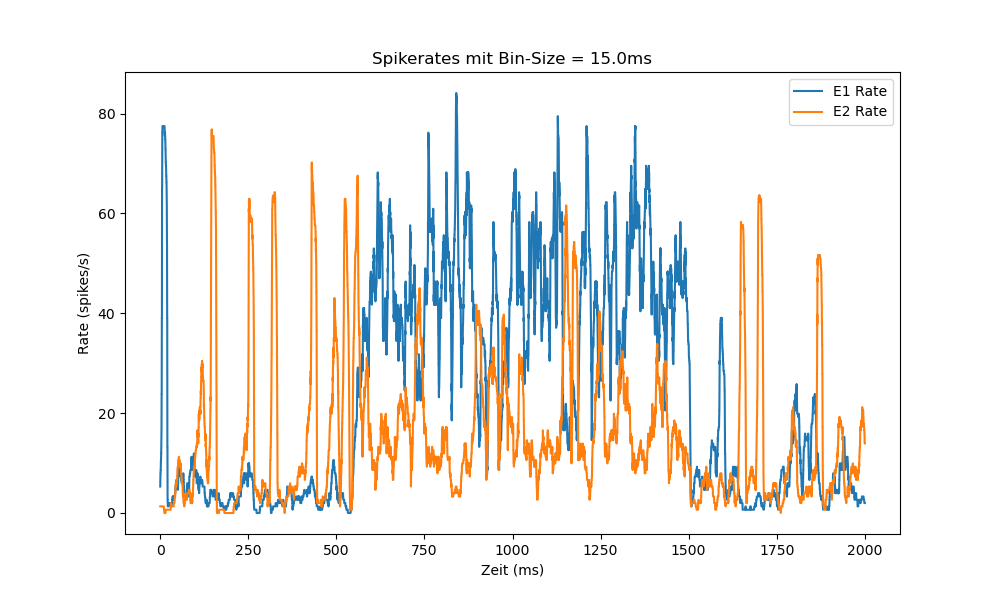 Spikerates mit Bin-Size = 15.0ms
E1 Rate
E2 Rate
80
60
40
20
0
Rate (spikes/s)
0 250 500 750 1000 1250 1500 1750 2000
Zeit (ms)